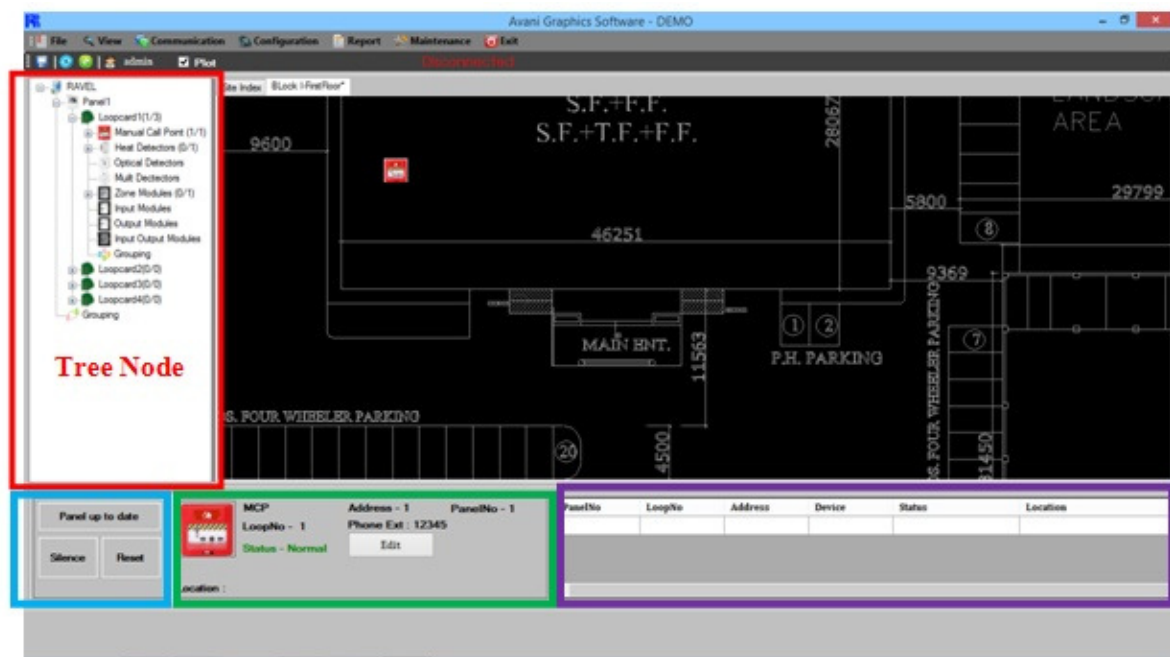 Avani Graphics Software - DEMO
File View Communication Configuration Report Maintenance Exit
admin Plot Disconnected
RAVEL
Panel1
Loopcard1(1/3)
Manual Call Point (1/1)
Heat Detectors (0/1)
Optical Detectors
Mult Dectectors
Zone Modules (0/1)
Input Modules
Output Modules
Input Output Modules
Grouping
Loopcard2(0/0)
Loopcard3(0/0)
Loopcard4(0/0)
Grouping
Tree Node
Site Index BLock I-FirstFloor*
S.F.+F.F.
S.F.+T.F.+F.F.
28067
AREA
9600
29799
5800
46251
8
9369
MAIN ENT.
11563
1 2
P.H. PARKING
7
S. FOUR WHEELER PARKING
OS. FOUR WHEELER PARKING
20
4500
31450
Panel up to date
Silence Reset
MCP Address - 1 PanelNo - 1
LoopNo - 1 Phone Ext : 12345
Status - Normal Edit
Location :
PanelNo LoopNo Address Device Status Location